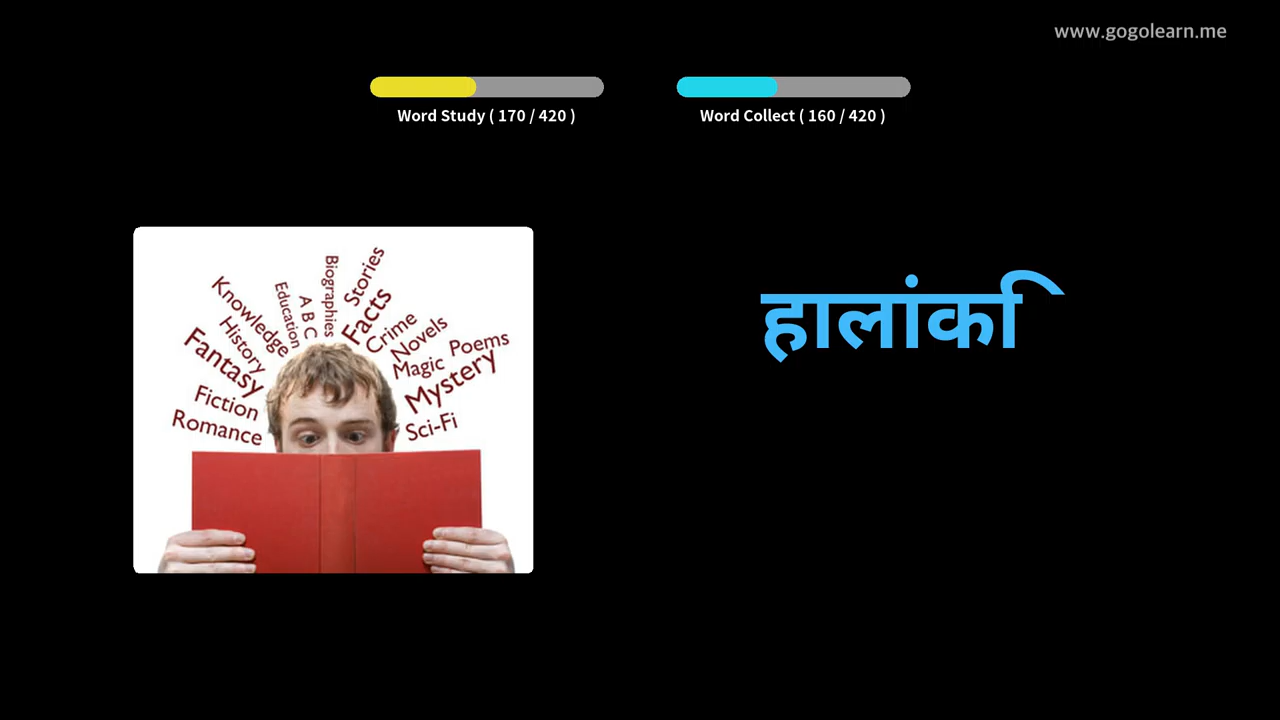 www.gogolearn.me
Word Study ( 170 / 420 )
Word Collect ( 160 / 420 )
Biographies
Stories
Education
A B C
Facts
Knowledge
Crime
History
Novels
Fantasy
Magic
Poems
Mystery
Fiction
Romance
Sci-Fi
हालांकि